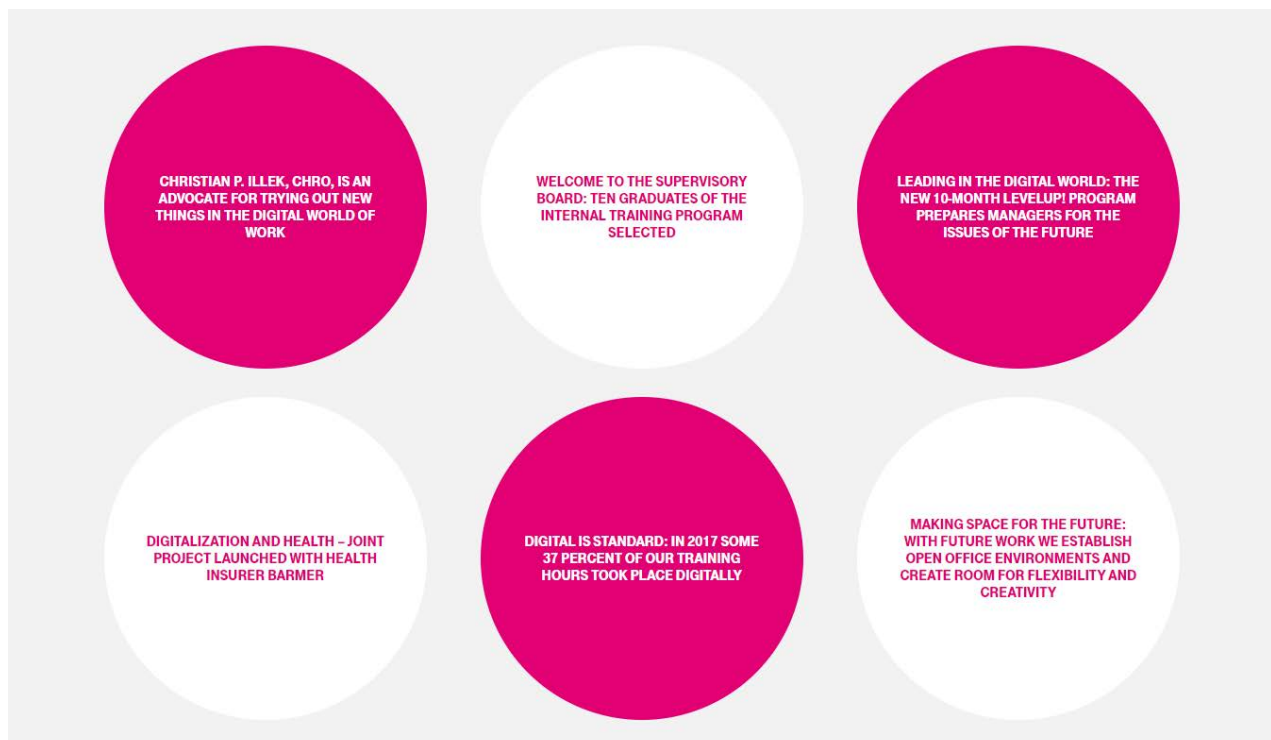 CHRISTIAN P. ILLEK, CHRO, IS AN
ADVOCATE FOR TRYING OUT NEW
THINGS IN THE DIGITAL WORLD OF
WORK
WELCOME TO THE SUPERVISORY
BOARD: TEN GRADUATES OF THE
INTERNAL TRAINING PROGRAM
SELECTED
LEADING IN THE DIGITAL WORLD: THE
NEW 10-MONTH LEVELUP! PROGRAM
PREPARES MANAGERS FOR THE
ISSUES OF THE FUTURE
DIGITALIZATION AND HEALTH – JOINT
PROJECT LAUNCHED WITH HEALTH
INSURER BARMER
DIGITAL IS STANDARD: IN 2017 SOME
37 PERCENT OF OUR TRAINING
HOURS TOOK PLACE DIGITALLY
MAKING SPACE FOR THE FUTURE:
WITH FUTURE WORK WE ESTABLISH
OPEN OFFICE ENVIRONMENTS AND
CREATE ROOM FOR FLEXIBILITY AND
CREATIVITY